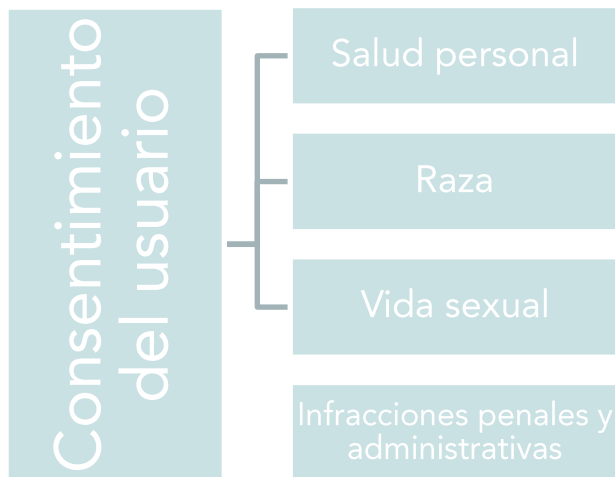 Consentimiento
del usuario
Salud personal
Raza
Vida sexual
Infracciones penales y
administrativas